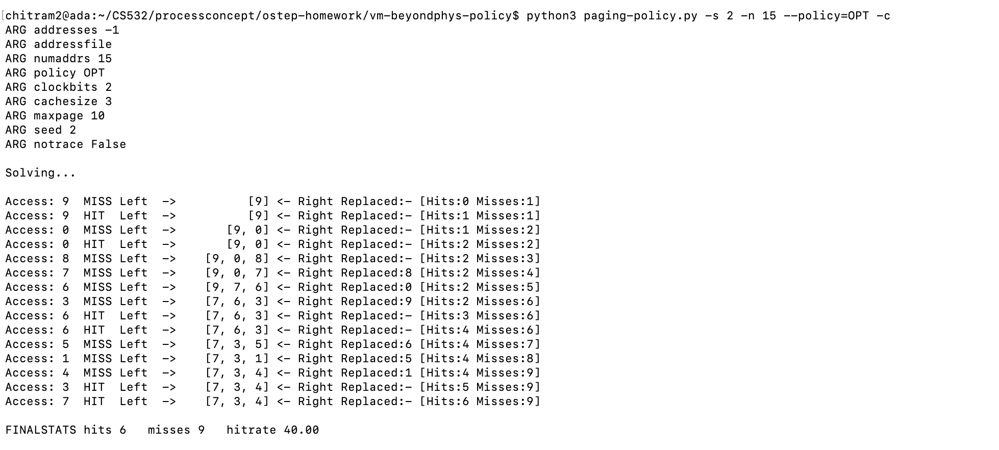 [chitram2@ada:~/CS532/processconcept/ostep-homework/vm-beyondphys-policy$ python3 paging-policy.py -s 2 -n 15 --policy=OPT -c
ARG addresses -1
ARG addressfile
ARG numaddrs 15
ARG policy OPT
ARG clockbits 2
ARG cachesize 3
ARG maxpage 10
ARG seed 2
ARG notrace False

Solving...

Access: 9  MISS Left  ->          [9] <- Right Replaced:- [Hits:0 Misses:1]
Access: 9  HIT  Left  ->          [9] <- Right Replaced:- [Hits:1 Misses:1]
Access: 0  MISS Left  ->       [9, 0] <- Right Replaced:- [Hits:1 Misses:2]
Access: 0  HIT  Left  ->       [9, 0] <- Right Replaced:- [Hits:2 Misses:2]
Access: 8  MISS Left  ->    [9, 0, 8] <- Right Replaced:- [Hits:2 Misses:3]
Access: 7  MISS Left  ->    [9, 0, 7] <- Right Replaced:8 [Hits:2 Misses:4]
Access: 6  MISS Left  ->    [9, 7, 6] <- Right Replaced:0 [Hits:2 Misses:5]
Access: 3  MISS Left  ->    [7, 6, 3] <- Right Replaced:9 [Hits:2 Misses:6]
Access: 6  HIT  Left  ->    [7, 6, 3] <- Right Replaced:- [Hits:3 Misses:6]
Access: 6  HIT  Left  ->    [7, 6, 3] <- Right Replaced:- [Hits:4 Misses:6]
Access: 5  MISS Left  ->    [7, 3, 5] <- Right Replaced:6 [Hits:4 Misses:7]
Access: 1  MISS Left  ->    [7, 3, 1] <- Right Replaced:5 [Hits:4 Misses:8]
Access: 4  MISS Left  ->    [7, 3, 4] <- Right Replaced:1 [Hits:4 Misses:9]
Access: 3  HIT  Left  ->    [7, 3, 4] <- Right Replaced:- [Hits:5 Misses:9]
Access: 7  HIT  Left  ->    [7, 3, 4] <- Right Replaced:- [Hits:6 Misses:9]

FINALSTATS hits 6   misses 9   hitrate 40.00